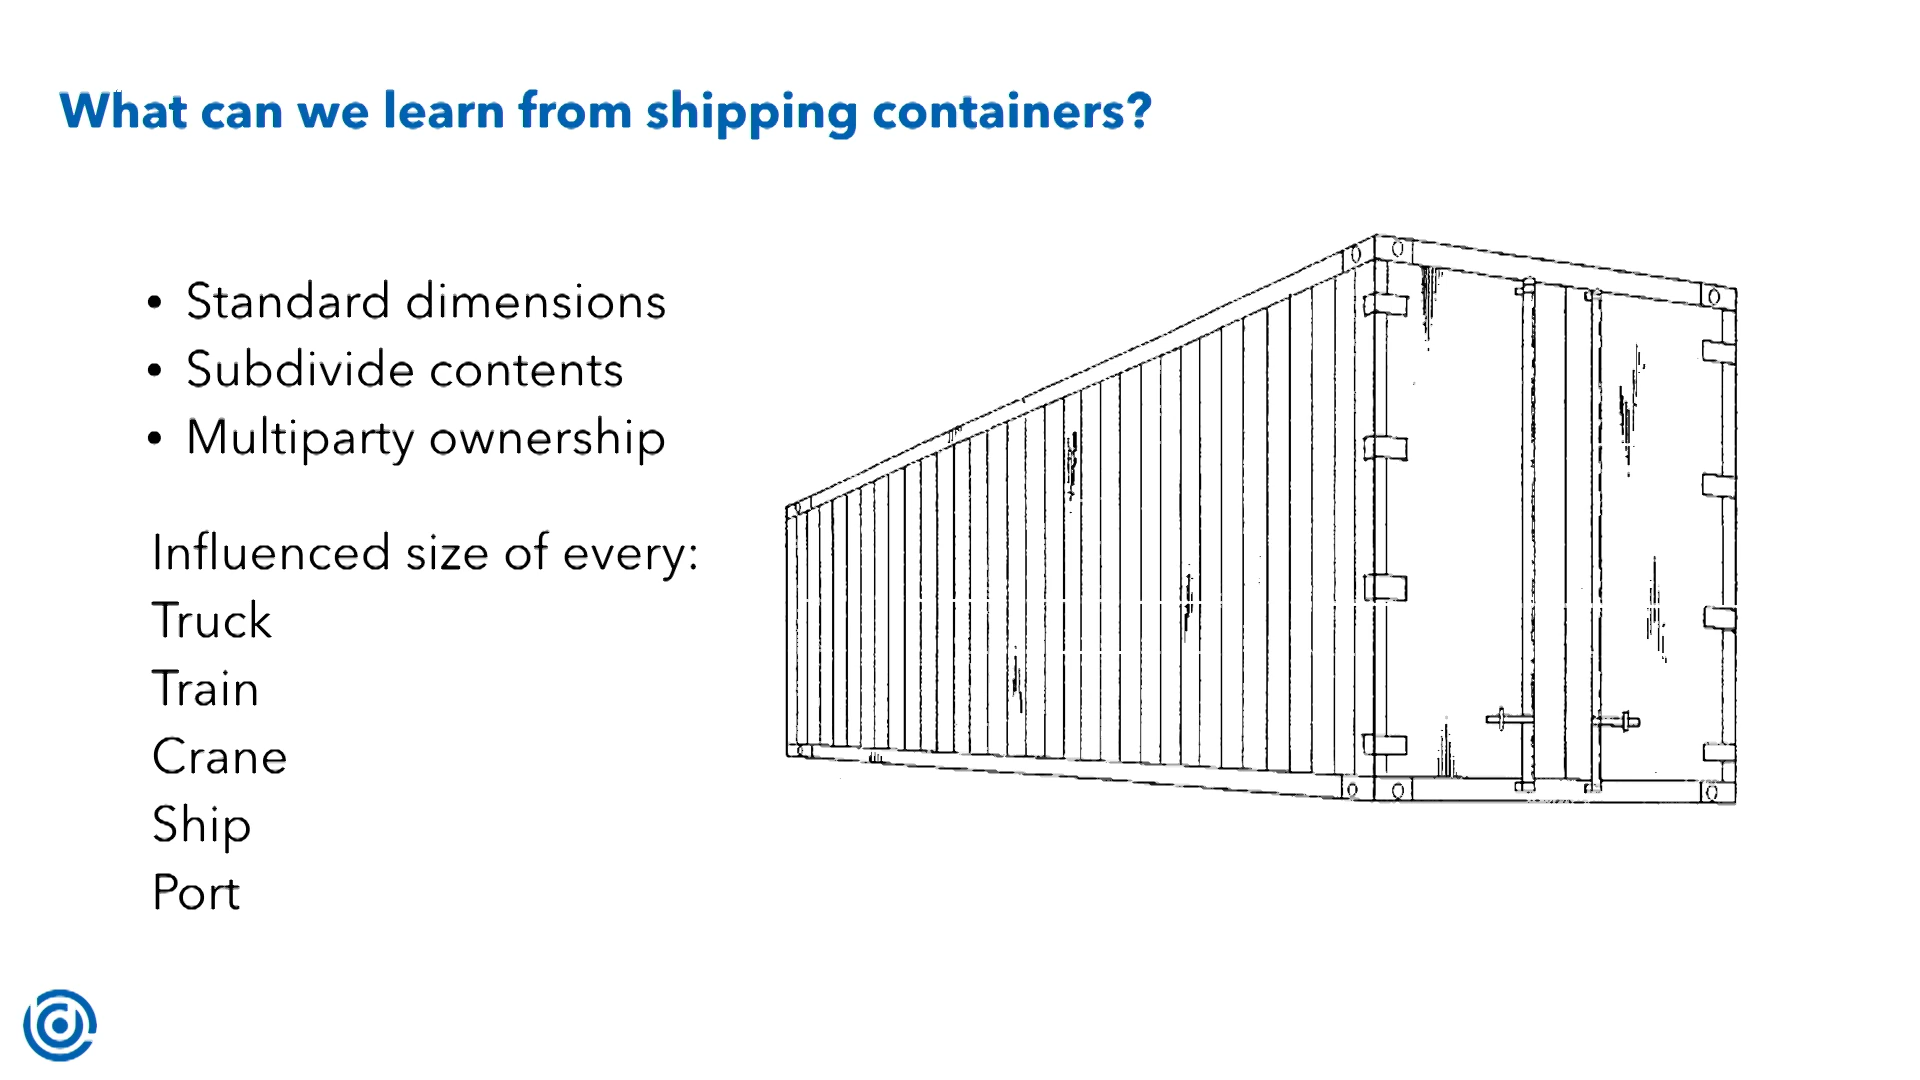 What can we learn from shipping containers?
• Standard dimensions
• Subdivide contents
• Multiparty ownership
Influenced size of every:
Truck
Train
Crane
Ship
Port